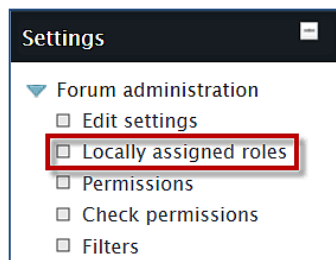 Settings
Forum administration
Edit settings
Locally assigned roles
Permissions
Check permissions
Filters